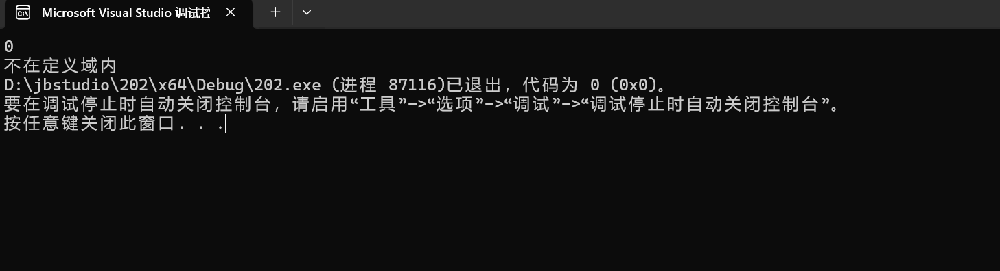 Microsoft Visual Studio 调试控
0
不在定义域内
D:\jbstudio\202\x64\Debug\202.exe (进程 87116)已退出，代码为 0 (0x0)。
要在调试停止时自动关闭控制台，请启用“工具”->“选项”->“调试”->“调试停止时自动关闭控制台”。
按任意键关闭此窗口. . .